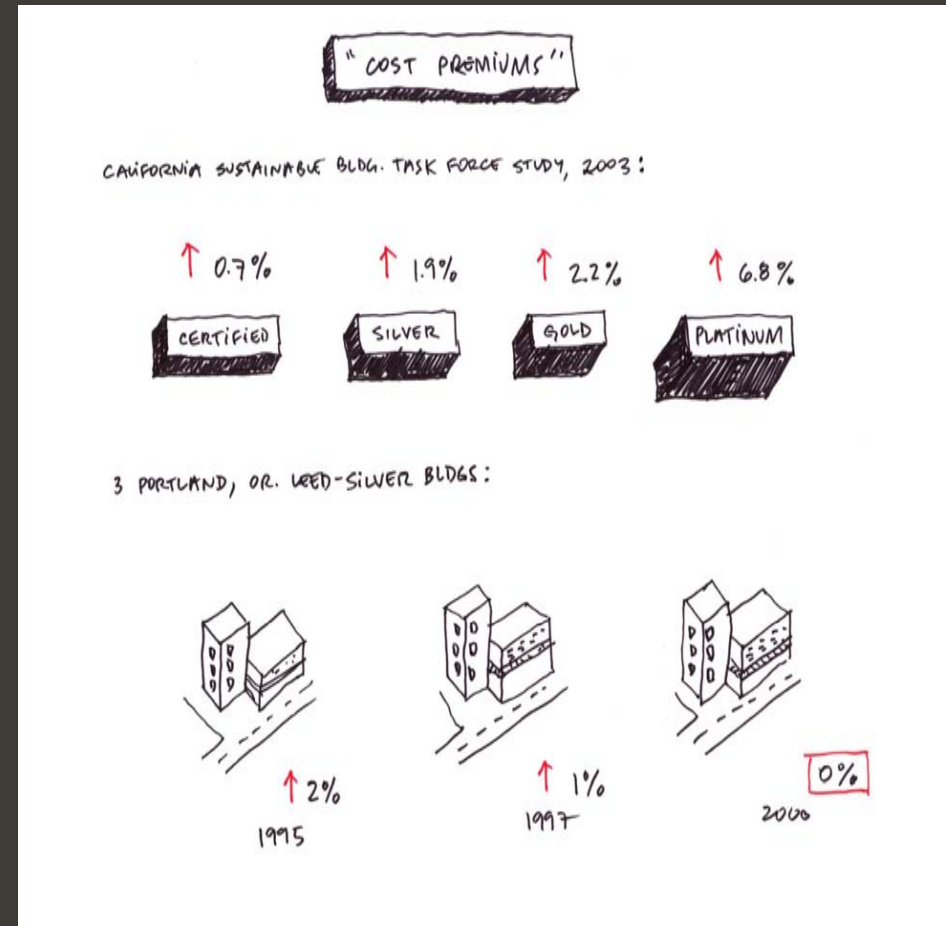 "COST PREMIUMS"
CALIFORNIA SUSTAINABLE BLDG. TASK FORCE STUDY, 2003:
↑ 0.7% ↑ 1.9% ↑ 2.2% ↑ 6.8%
CERTIFIED SILVER GOLD PLATINUM
3 PORTLAND, OR. LEED-SILVER BLDGS:
↑ 2% ↑ 1% 0%
1995 1997 2000